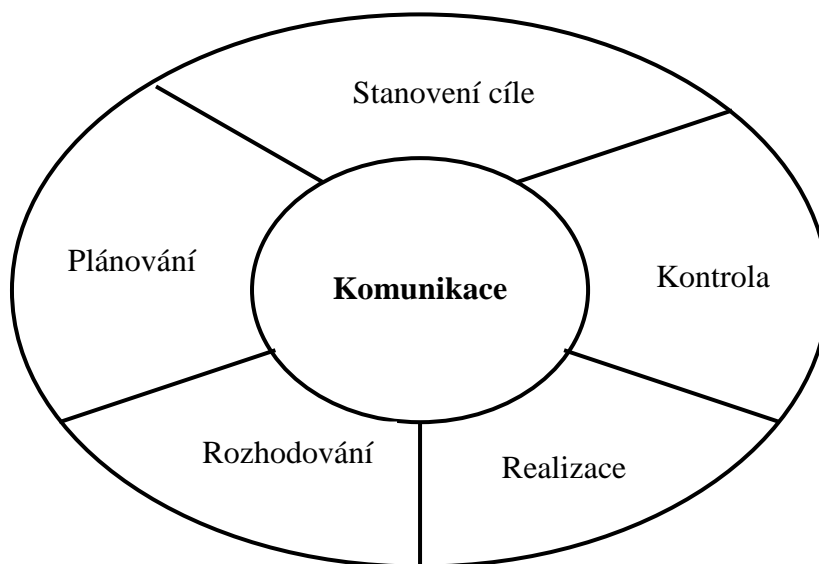 Stanovení cíle
Plánování
Komunikace
Kontrola
Rozhodování
Realizace